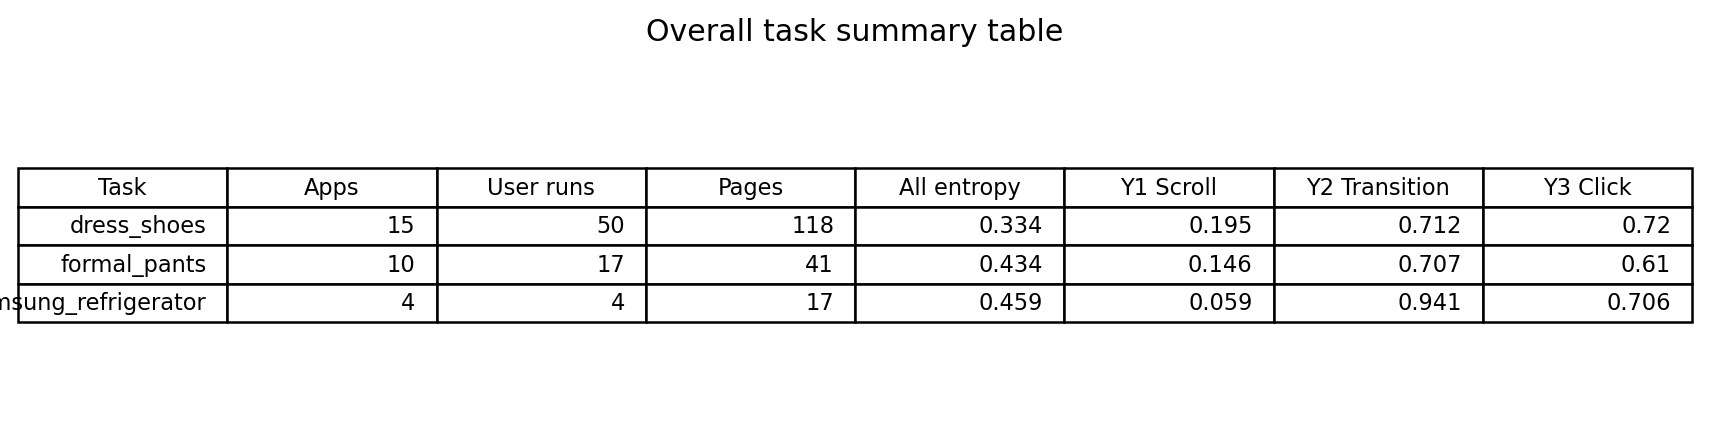 Overall task summary table
Task Apps User runs Pages All entropy Y1 Scroll Y2 Transition Y3 Click
dress_shoes 15 50 118 0.334 0.195 0.712 0.72
formal_pants 10 17 41 0.434 0.146 0.707 0.61
msung_refrigerator 4 4 17 0.459 0.059 0.941 0.706